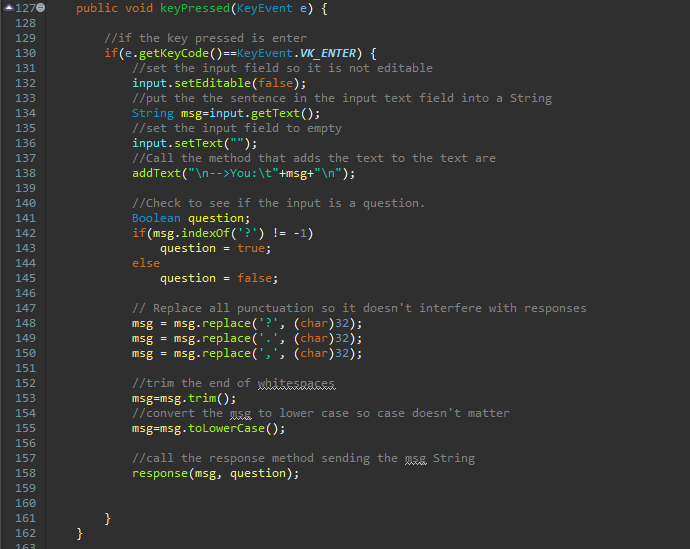 127 public void keyPressed(KeyEvent e) {
128
129 //if the key pressed is enter
130 if(e.getKeyCode()==KeyEvent.VK_ENTER) {
131 //set the input field so it is not editable
132 input.setEditable(false);
133 //put the the sentence in the input text field into a String
134 String msg=input.getText();
135 //set the input field to empty
136 input.setText("");
137 //Call the method that adds the text to the text are
138 addText("\n-->You:\t"+msg+"\n");
139
140 //Check to see if the input is a question.
141 Boolean question;
142 if(msg.indexOf('?') != -1)
143 question = true;
144 else
145 question = false;
146
147 // Replace all punctuation so it doesn't interfere with responses
148 msg = msg.replace('?', (char)32);
149 msg = msg.replace('.', (char)32);
150 msg = msg.replace(',', (char)32);
151
152 //trim the end of whitespaces
153 msg=msg.trim();
154 //convert the msg to lower case so case doesn't matter
155 msg=msg.toLowerCase();
156
157 //call the response method sending the msg String
158 response(msg, question);
159
160
161 }
162 }
163